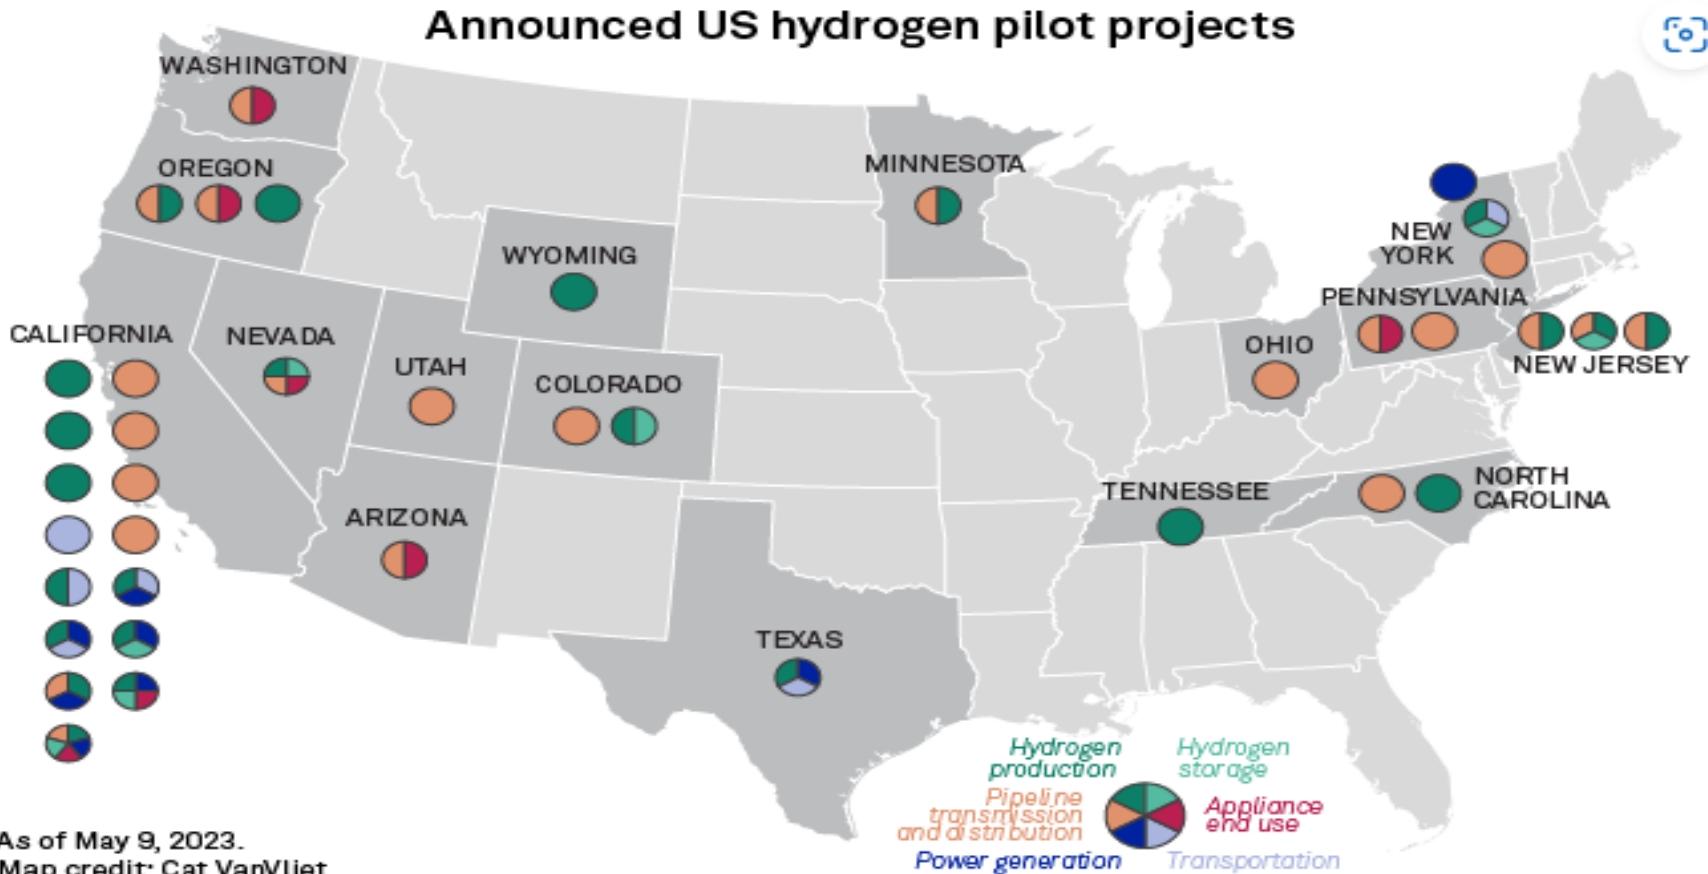 Announced US hydrogen pilot projects
WASHINGTON
OREGON
MINNESOTA
WYOMING
NEW
YORK
PENNSYLVANIA
CALIFORNIA
NEVADA
UTAH
COLORADO
OHIO
NEW JERSEY
ARIZONA
TENNESSEE
NORTH
CAROLINA
TEXAS
Hydrogen
production
Hydrogen
storage
Pipeline
transmission
and distribution
Appliance
end use
Power generation
Transportation
As of May 9, 2023.
Map credit: Cat VanVliet